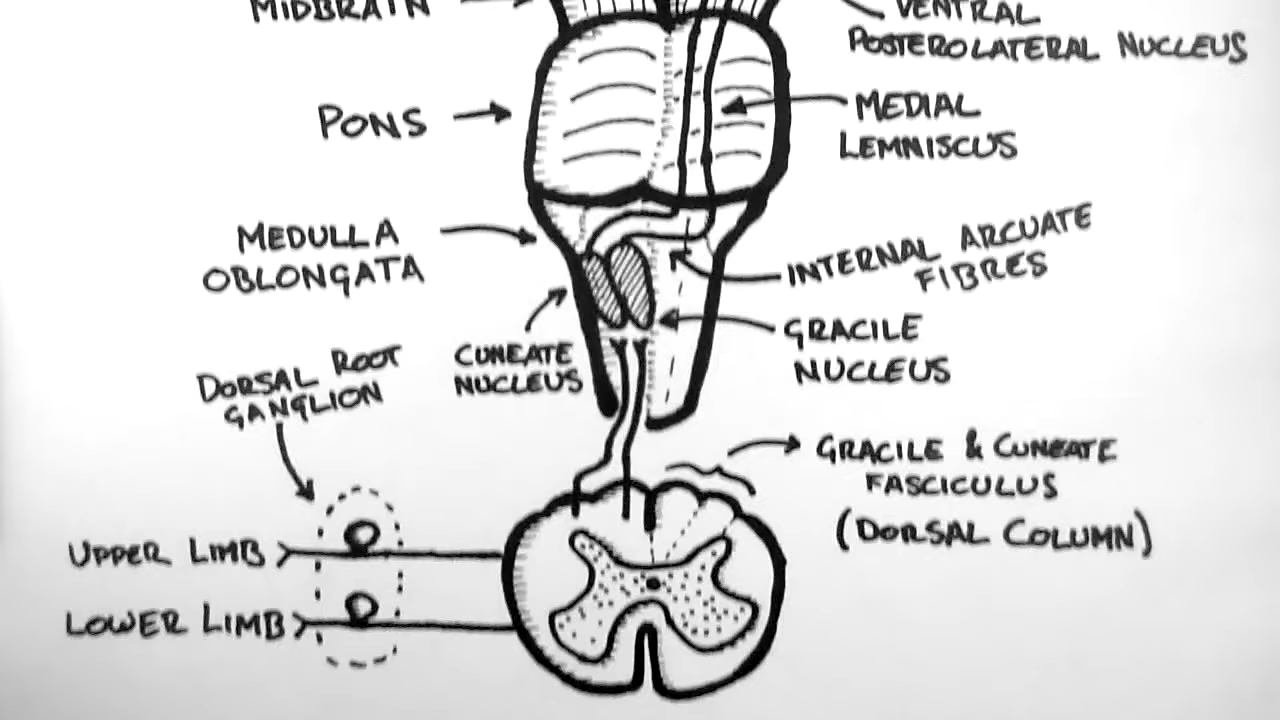 MIDBRAIN
VENTRAL
POSTEROLATERAL NUCLEUS
PONS
MEDIAL
LEMNISCUS
MEDULLA
OBLONGATA
INTERNAL ARCUATE
FIBRES
CUNEATE
NUCLEUS
GRACILE
NUCLEUS
DORSAL ROOT
GANGLION
GRACILE & CUNEATE
FASCICULUS
(DORSAL COLUMN)
UPPER LIMB
LOWER LIMB